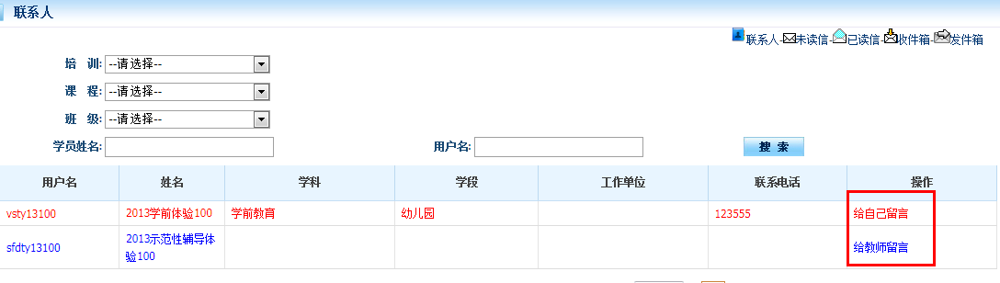 联系人
联系人-未读信-已读信-收件箱-发件箱
培 训: --请选择--
课 程: --请选择--
班 级: --请选择--
学员姓名: 用户名: 搜 索
用户名 姓名 学科 学段 工作单位 联系电话 操作
vsty13100 2013学前体验100 学前教育 幼儿园 123555 给自己留言
sfdty13100 2013示范性辅导体 给教师留言
验100